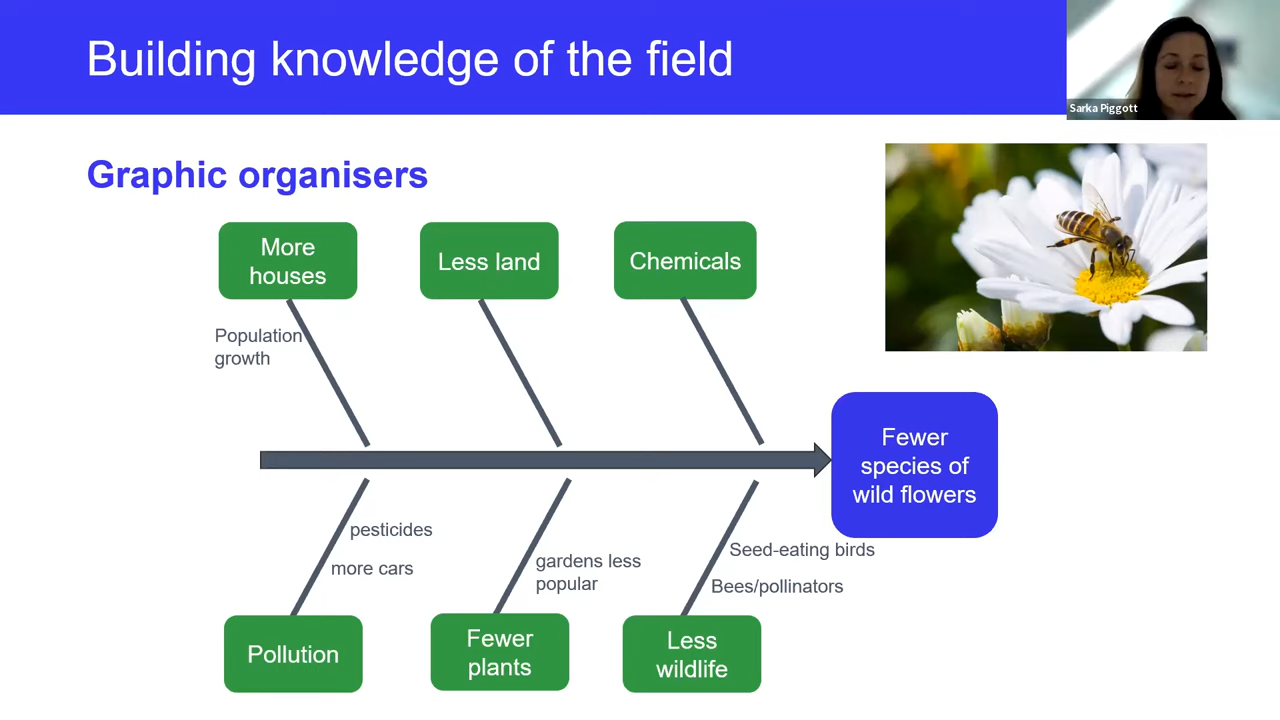 Building knowledge of the field
Sarka Piggott
Graphic organisers
More
houses
Less land
Chemicals
Population
growth
Fewer
species of
wild flowers
pesticides
more cars
gardens less
popular
Seed-eating birds
Bees/pollinators
Pollution
Fewer
plants
Less
wildlife